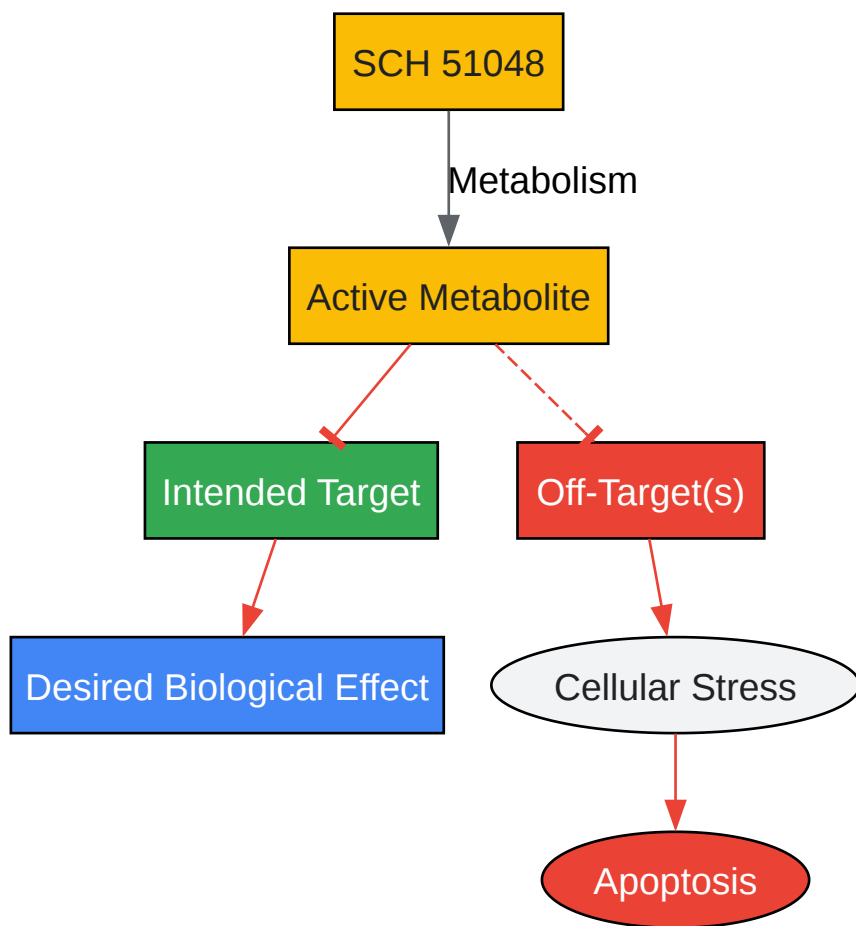 SCH 51048
Metabolism
Active Metabolite
Intended Target
Off-Target(s)
Desired Biological Effect
Cellular Stress
Apoptosis